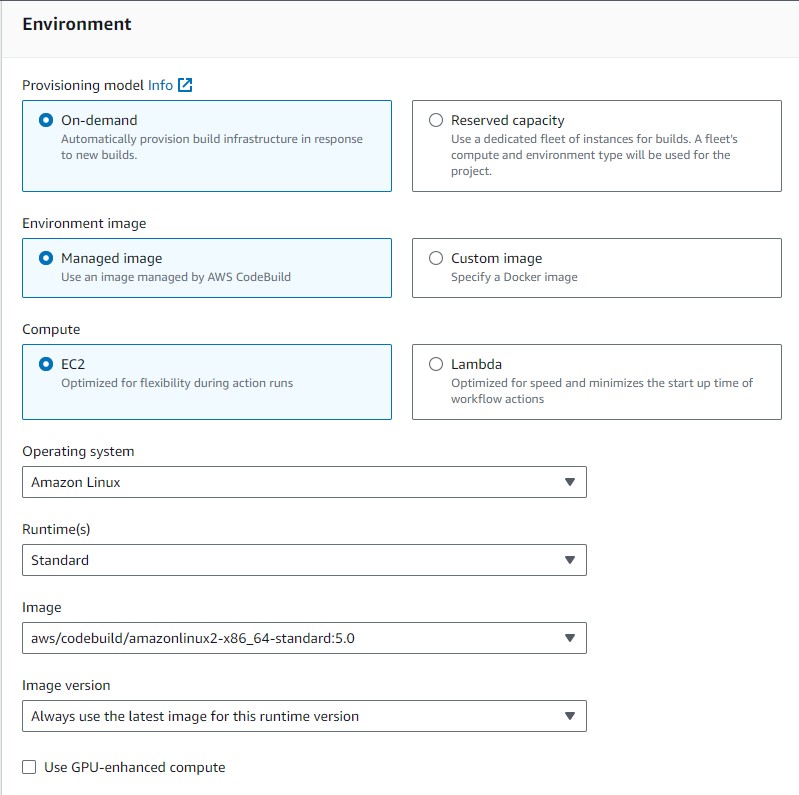 Environment
Provisioning model Info
On-demand
Automatically provision build infrastructure in response
to new builds.
Reserved capacity
Use a dedicated fleet of instances for builds. A fleet's
compute and environment type will be used for the
project.
Environment image
Managed image
Use an image managed by AWS CodeBuild
Custom image
Specify a Docker image
Compute
EC2
Optimized for flexibility during action runs
Lambda
Optimized for speed and minimizes the start up time of
workflow actions
Operating system
Amazon Linux
Runtime(s)
Standard
Image
aws/codebuild/amazonlinux2-x86_64-standard:5.0
Image version
Always use the latest image for this runtime version
Use GPU-enhanced compute